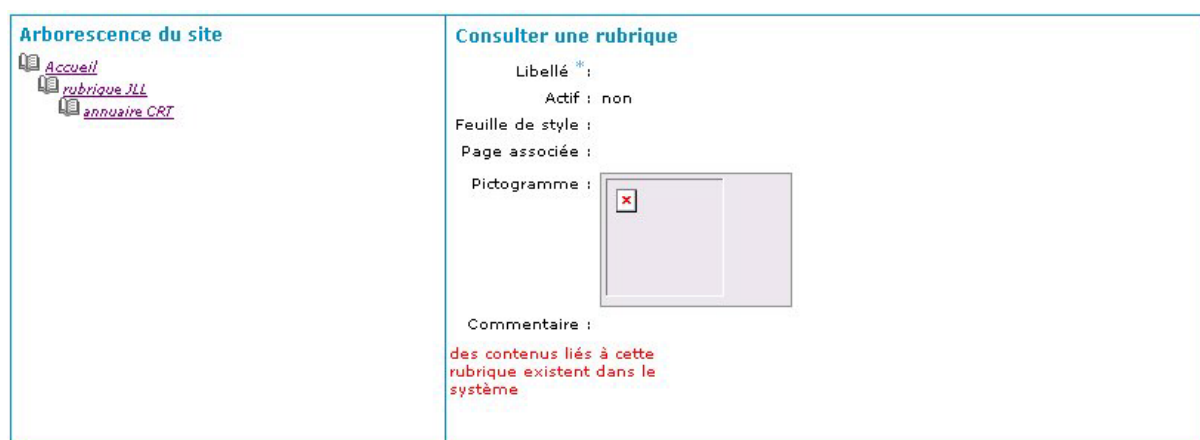 Arborescence du site
Accueil
rubrique JLL
annuaire CRT
Consulter une rubrique
Libellé * :
Actif : non
Feuille de style :
Page associée :
Pictogramme :
Commentaire :
des contenus liés à cette
rubrique existent dans le
système